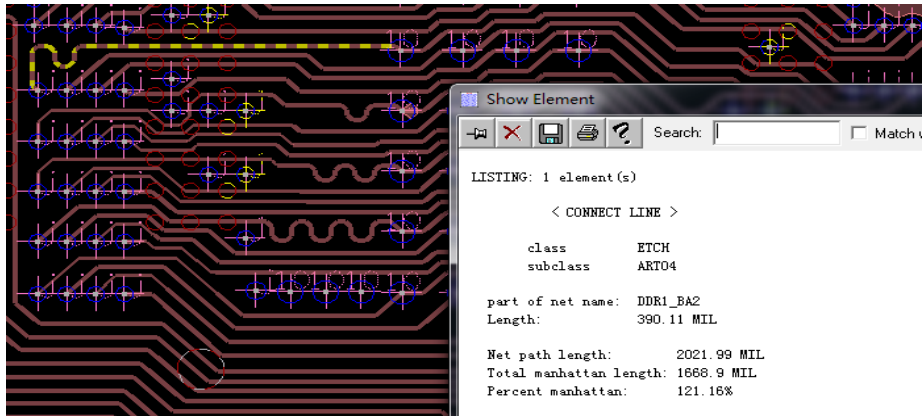 Show Element
Search:
Match
LISTING: 1 element(s)
< CONNECT LINE >
class ETCH
subclass ART04
part of net name: DDR1_BA2
Length: 390.11 MIL
Net path length: 2021.99 MIL
Total manhattan length: 1668.9 MIL
Percent manhattan: 121.16%